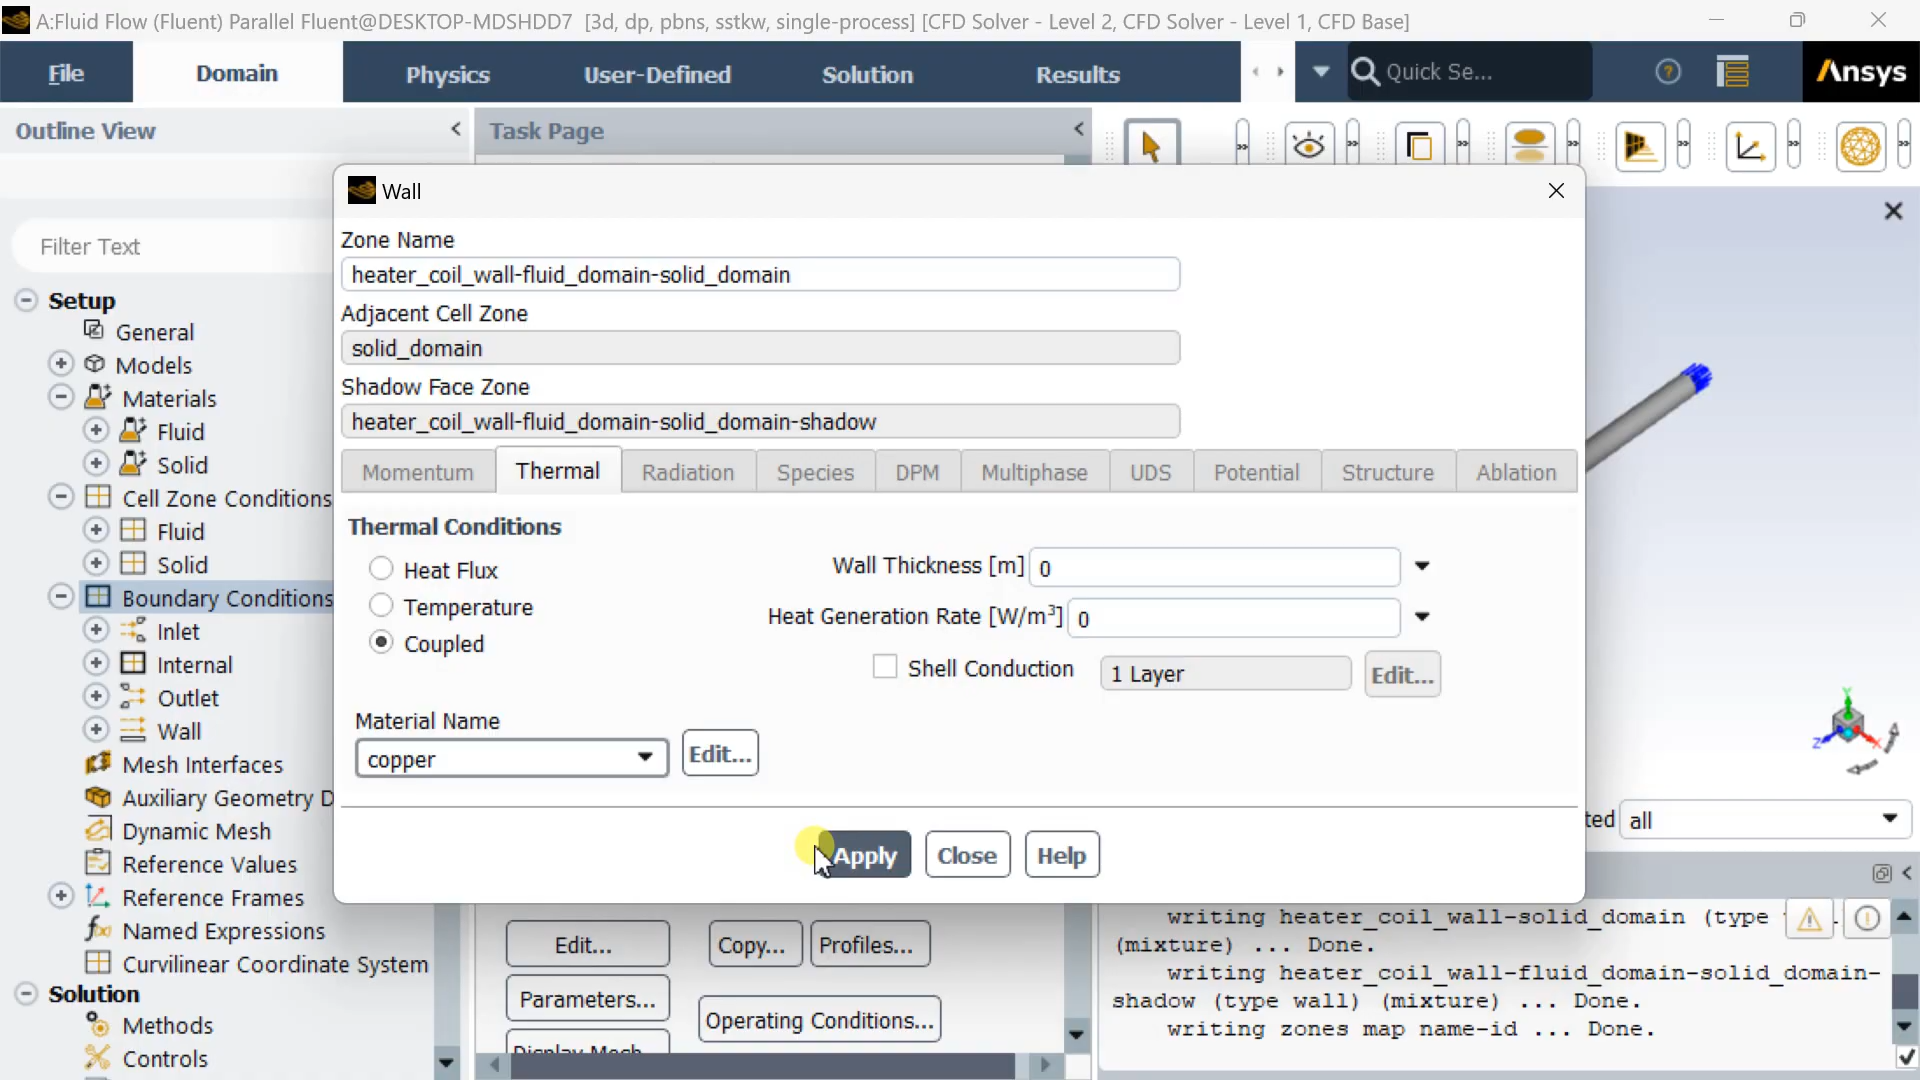 A:Fluid Flow (Fluent) Parallel Fluent@DESKTOP-MDSHDD7 [3d, dp, pbns, sstkw, single-process] [CFD Solver - Level 2, CFD Solver - Level 1, CFD Base]
File Domain Physics User-Defined Solution Results Quick Se... Ansys
Outline View
Task Page
Filter Text
Setup
General
Models
Materials
Fluid
Solid
Cell Zone Conditions
Fluid
Solid
Boundary Conditions
Inlet
Internal
Outlet
Wall
Mesh Interfaces
Auxiliary Geometry D
Dynamic Mesh
Reference Values
Reference Frames
Named Expressions
Curvilinear Coordinate System
Solution
Methods
Controls
Wall
Zone Name
heater_coil_wall-fluid_domain-solid_domain
Adjacent Cell Zone
solid_domain
Shadow Face Zone
heater_coil_wall-fluid_domain-solid_domain-shadow
Momentum Thermal Radiation Species DPM Multiphase UDS Potential Structure Ablation
Thermal Conditions
Heat Flux
Temperature
Coupled
Wall Thickness [m] 0
Heat Generation Rate [W/m³] 0
Shell Conduction 1 Layer Edit...
Material Name
copper Edit...
Apply Close Help
Edit... Copy... Profiles...
Parameters... Operating Conditions...
ted all
writing heater_coil_wall-solid_domain (type
(mixture) ... Done.
writing heater_coil_wall-fluid_domain-solid_domain-
shadow (type wall) (mixture) ... Done.
writing zones map name-id ... Done.